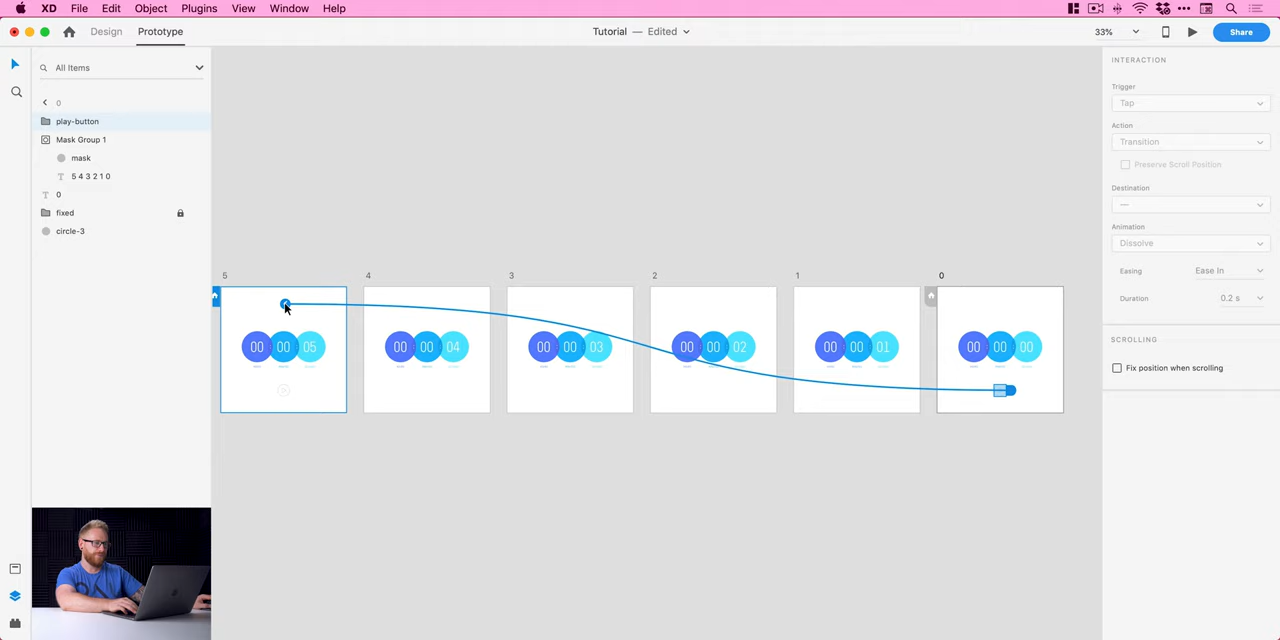 XD File Edit Object Plugins View Window Help
Design Prototype
Tutorial — Edited
33%
Share
All Items
0
play-button
Mask Group 1
mask
5 4 3 2 1 0
0
fixed
circle-3
5 4 3 2 1 0
00 00 05
00 00 04
00 00 03
00 00 02
00 00 01
00 00 00
INTERACTION
Trigger
Tap
Action
Transition
Preserve Scroll Position
Destination
—
Animation
Dissolve
Easing Ease In
Duration 0.2 s
SCROLLING
Fix position when scrolling